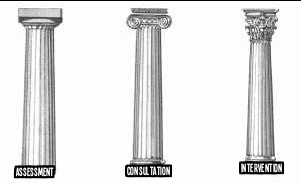 ASSESSMENT
CONSULTATION
INTERVENTION